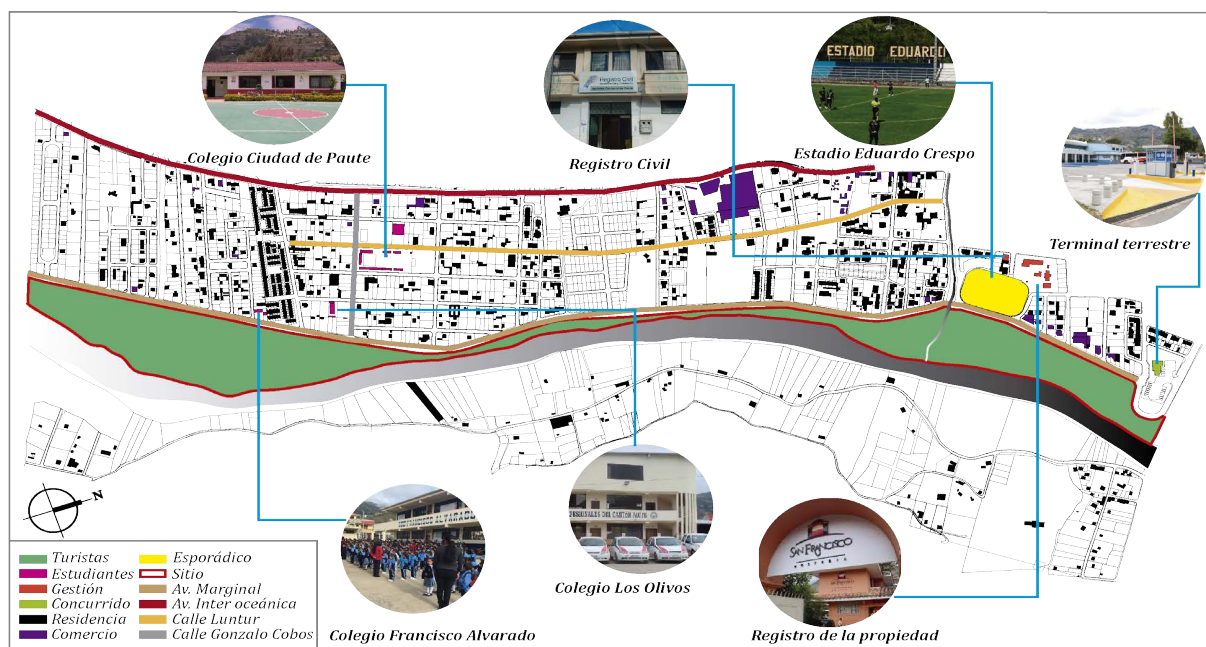 ESTADIO EDUARDO
Registro Civil
Colegio Ciudad de Paute
Registro Civil
Estadio Eduardo Crespo
Terminal terrestre
N
SAN FRANCISCO
Colegio Los Olivos
Colegio Francisco Alvarado
Registro de la propiedad
Turistas
Estudiantes
Gestión
Concurrido
Residencia
Comercio
Esporádico
Sitio
Av. Marginal
Av. Inter oceánica
Calle Luntur
Calle Gonzalo Cobos